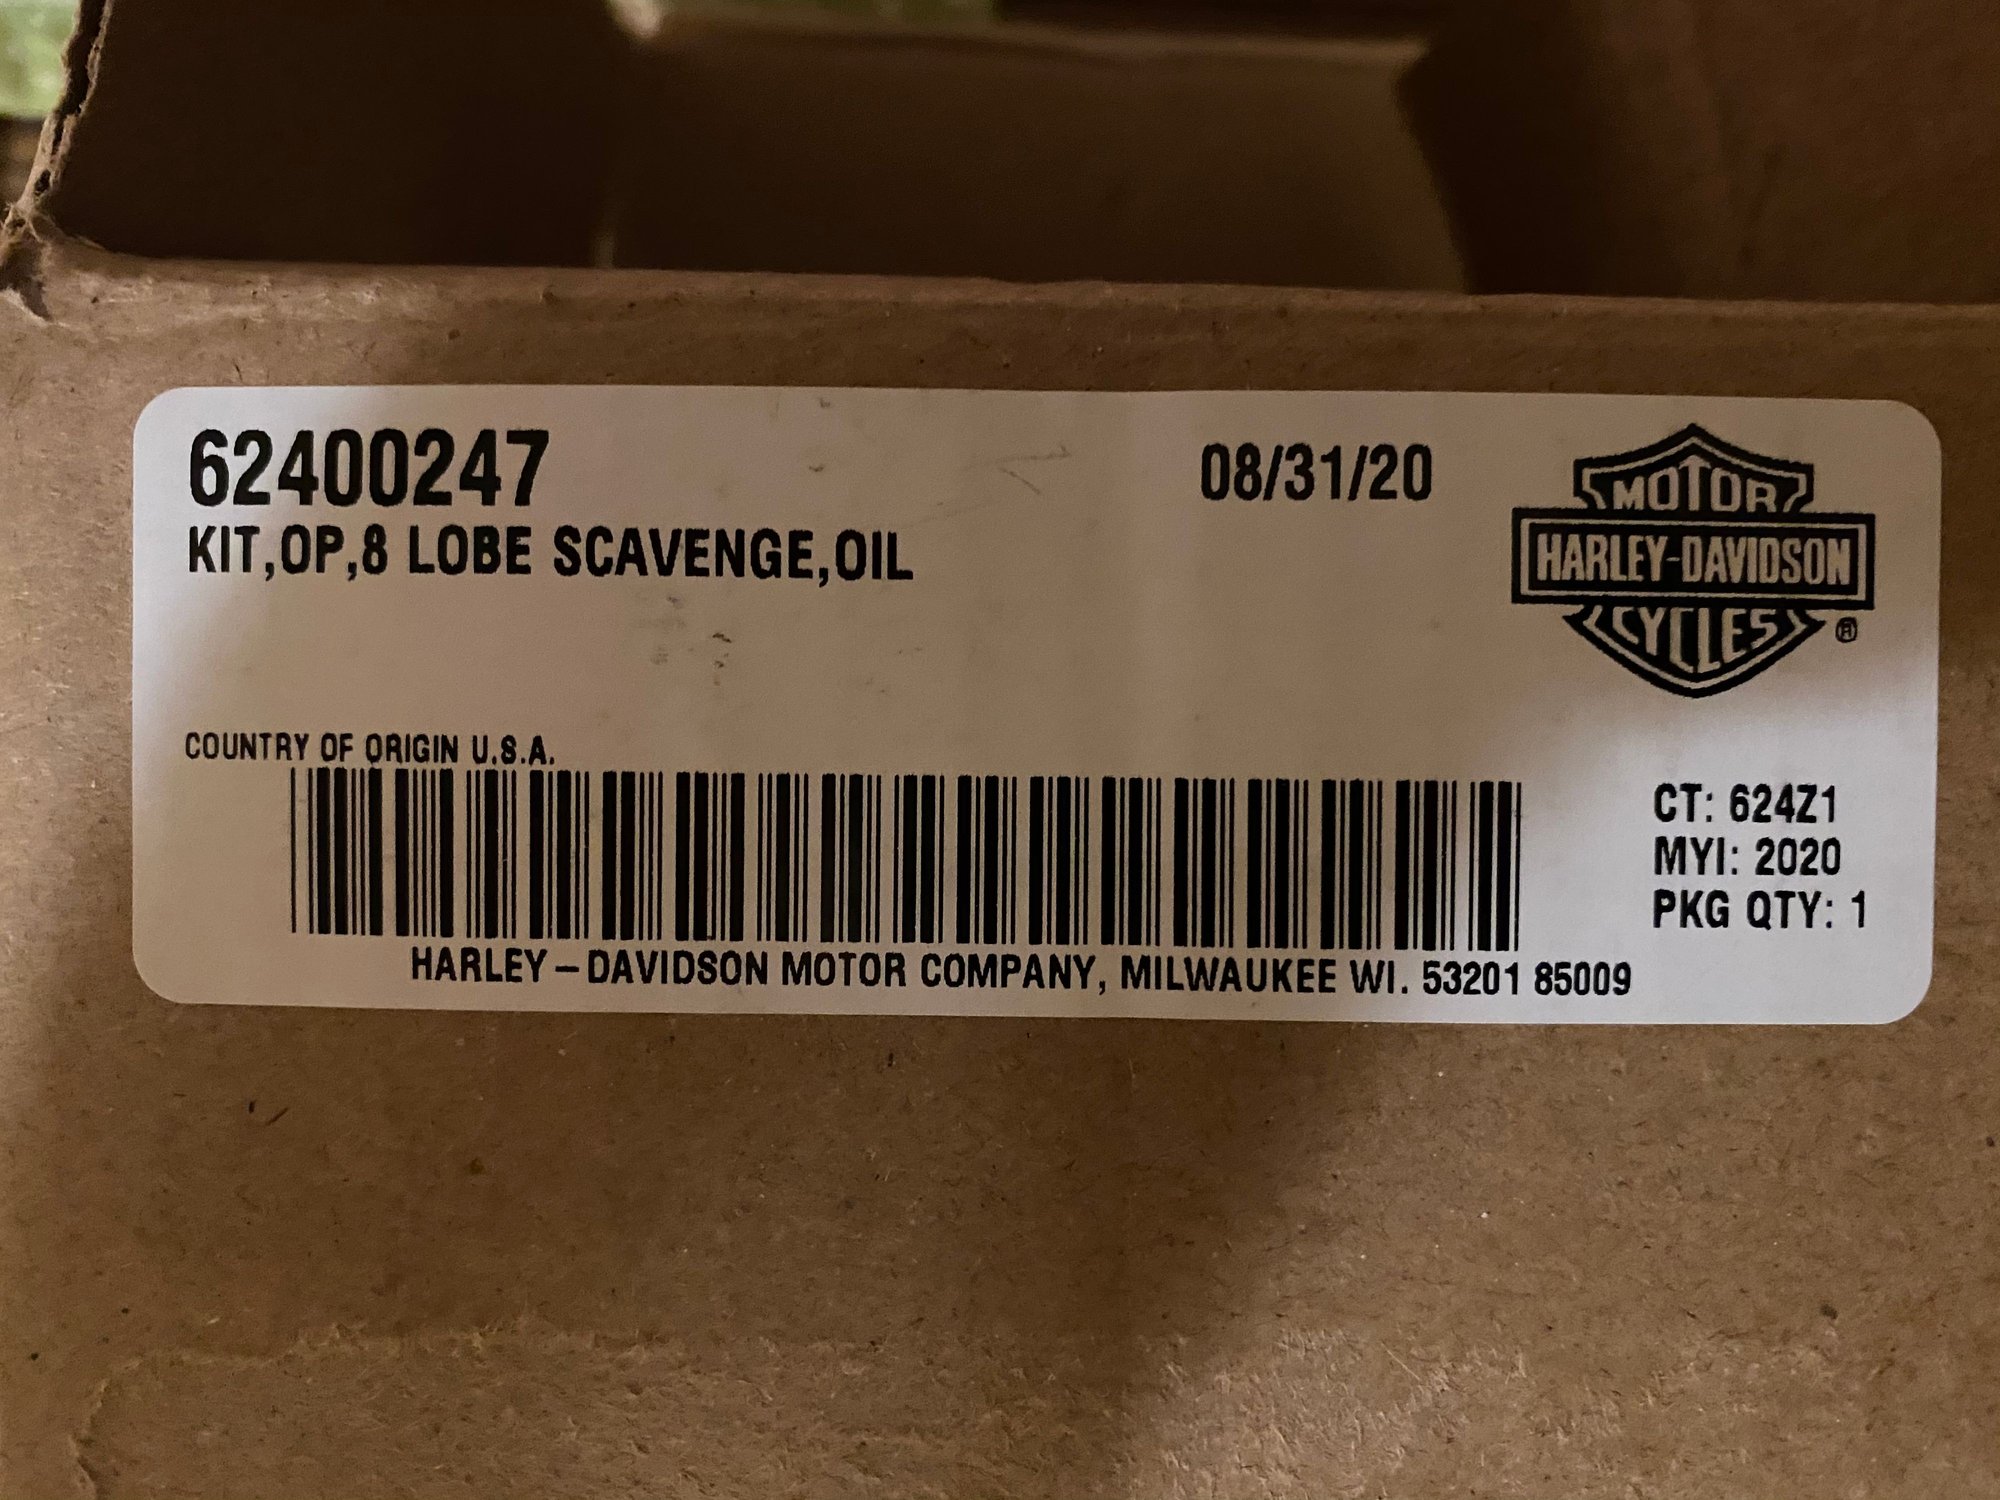 62400247
08/31/20
KIT,OP,8 LOBE SCAVENGE,OIL
MOTOR
HARLEY-DAVIDSON
CYCLES
®
COUNTRY OF ORIGIN U.S.A.
CT: 624Z1
MYI: 2020
PKG QTY: 1
HARLEY-DAVIDSON MOTOR COMPANY, MILWAUKEE WI. 53201 85009